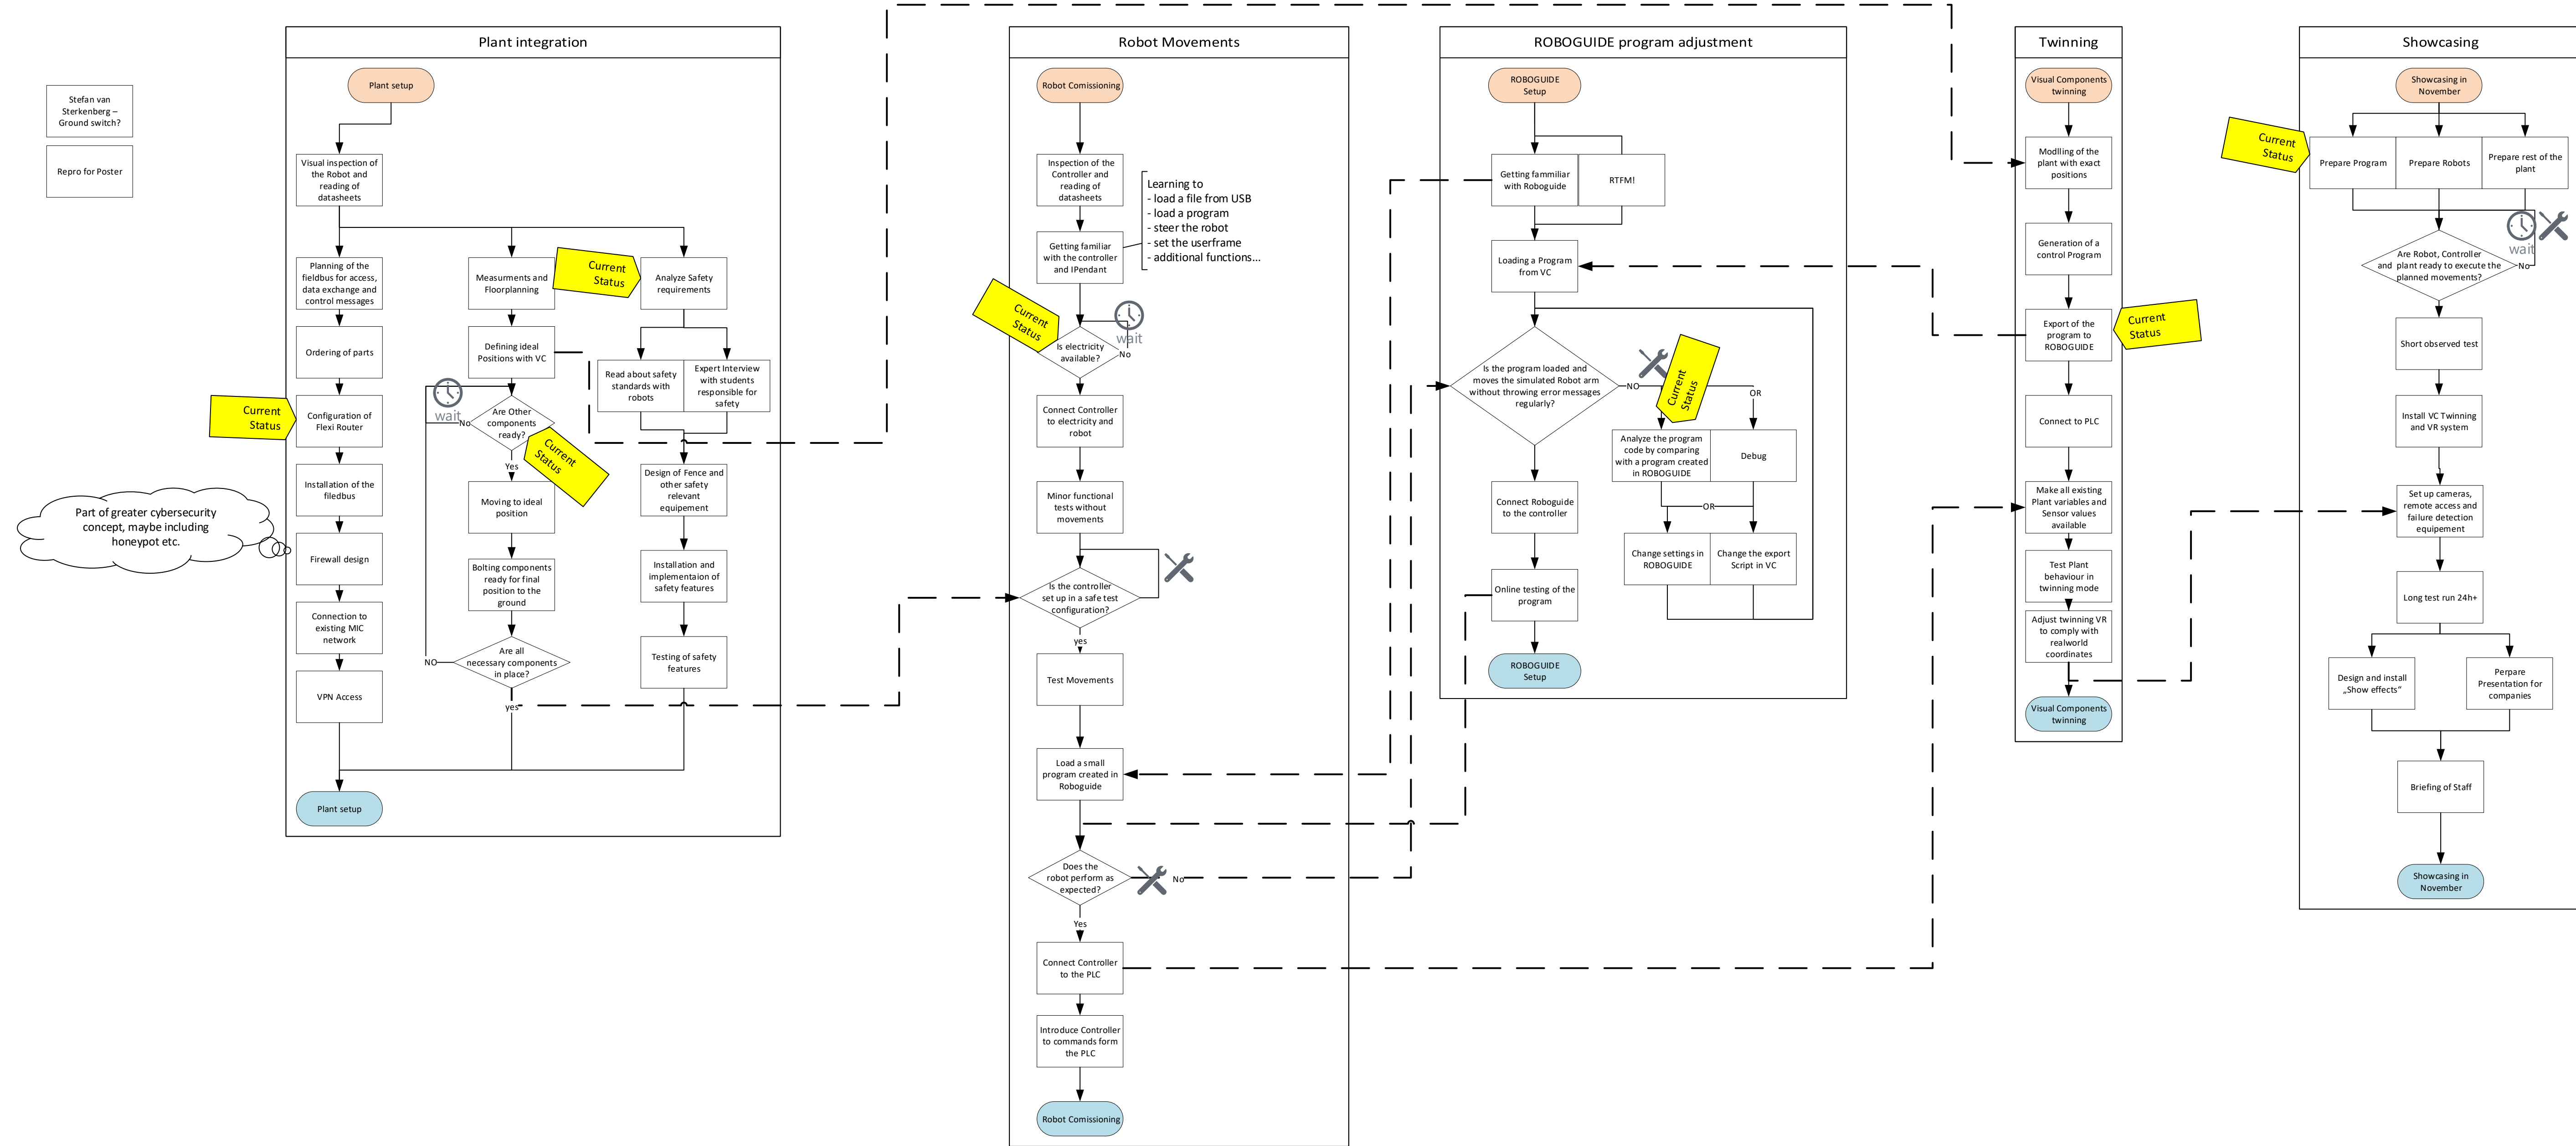 Stefan van
Sterkenberg –
Ground switch?
Repro for Poster
Part of greater cybersecurity
concept, maybe including
honeypot etc.
Plant integration
Plant setup
Visual inspection of
the Robot and
reading of
datasheets
Planning of the
fieldbus for access,
data exchange and
control messages
Ordering of parts
Current
Status
Configuration of
Flexi Router
Installation of the
filedbus
Firewall design
Connection to
existing MIC
network
VPN Access
Plant setup
Measurments and
Floorplanning
Defining ideal
Positions with VC
wait
Are Other
components
ready?
No
Current
Status
Yes
Moving to ideal
position
Bolting components
ready for final
position to the
ground
Are all
necessary components
in place?
NO
yes
Current
Status
Analyze Safety
requirements
Read about safety
standards with
robots
Expert Interview
with students
responsible for
safety
Design of Fence and
other safety
relevant
equipement
Installation and
implementaion of
safety features
Testing of safety
features
Robot Movements
Robot Comissioning
Inspection of the
Controller and
reading of
datasheets
Getting familiar
with the controller
and IPendant
Learning to
- load a file from USB
- load a program
- steer the robot
- set the userframe
- additional functions...
Current
Status
wait
Is electricity
available?
No
Connect Controller
to electricity and
robot
Minor functional
tests without
movements
Is the controller
set up in a safe test
configuration?
yes
Test Movements
Load a small
program created in
Roboguide
Does the
robot perform as
expected?
No
Yes
Connect Controller
to the PLC
Introduce Controller
to commands form
the PLC
Robot Comissioning
ROBOGUIDE program adjustment
ROBOGUIDE
Setup
Getting fammiliar
with Roboguide
RTFM!
Loading a Program
from VC
Is the program loaded and
moves the simulated Robot arm
without throwing error messages
regularly?
NO
Current
Status
OR
Analyze the program
code by comparing
with a program created
in ROBOGUIDE
Debug
OR
Change settings in
ROBOGUIDE
Change the export
Script in VC
Connect Roboguide
to the controller
Online testing of the
program
ROBOGUIDE
Setup
Twinning
Visual Components
twinning
Modlling of the
plant with exact
positions
Generation of a
control Program
Export of the
program to
ROBOGUIDE
Current
Status
Connect to PLC
Make all existing
Plant variables and
Sensor values
available
Test Plant
behaviour in
twinning mode
Adjust twinning VR
to comply with
realworld
coordinates
Visual Components
twinning
Showcasing
Showcasing in
November
Current
Status
Prepare Program
Prepare Robots
Prepare rest of the
plant
wait
Are Robot, Controller
and plant ready to execute the
planned movements?
No
Short observed test
Install VC Twinning
and VR system
Set up cameras,
remote access and
failure detection
equipement
Long test run 24h+
Design and install
„Show effects“
Perpare
Presentation for
companies
Briefing of Staff
Showcasing in
November